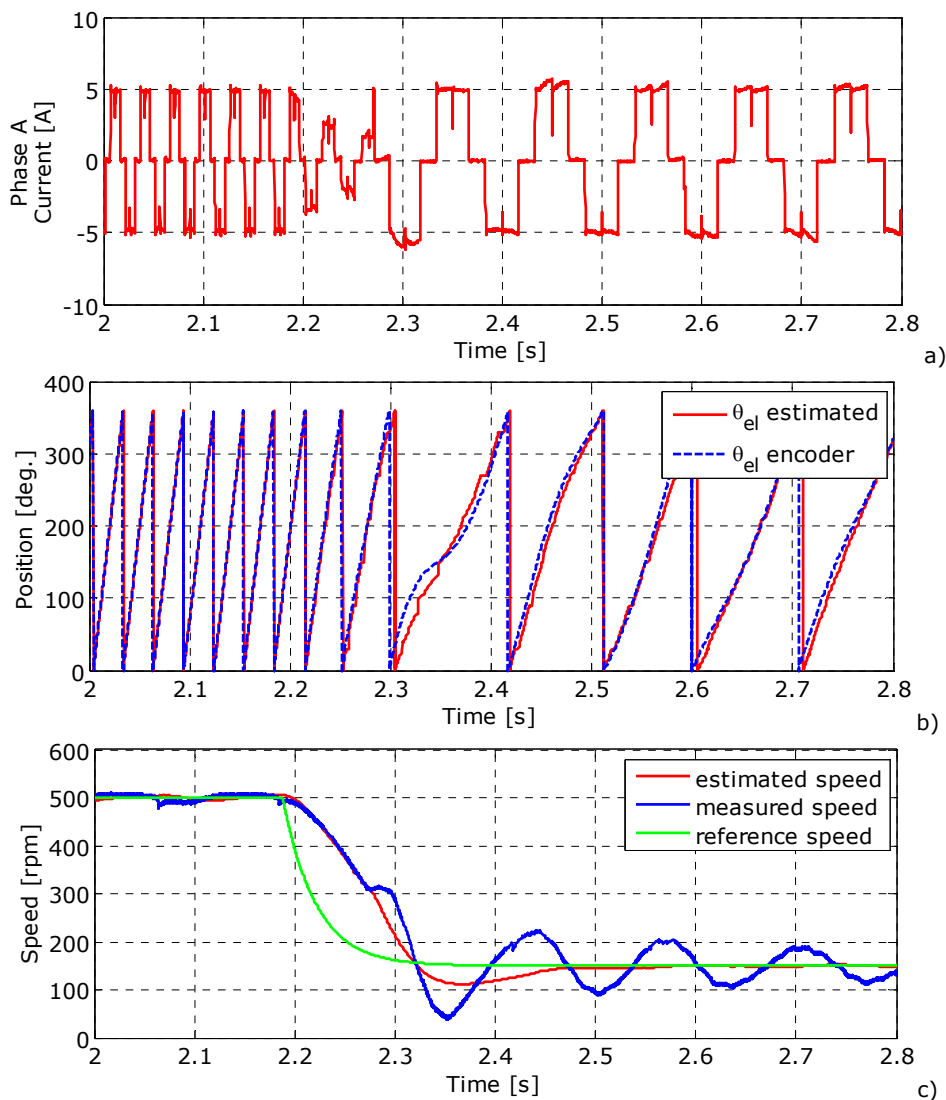 10
5
0
-5
-10
Phase A
Current [A]
2 2.1 2.2 2.3 2.4 2.5 2.6 2.7 2.8
Time [s]
a)
400
300
200
100
0
Position [deg.]
θel estimated
θel encoder
2 2.1 2.2 2.3 2.4 2.5 2.6 2.7 2.8
Time [s]
b)
600
500
400
300
200
100
0
Speed [rpm]
estimated speed
measured speed
reference speed
2 2.1 2.2 2.3 2.4 2.5 2.6 2.7 2.8
Time [s]
c)